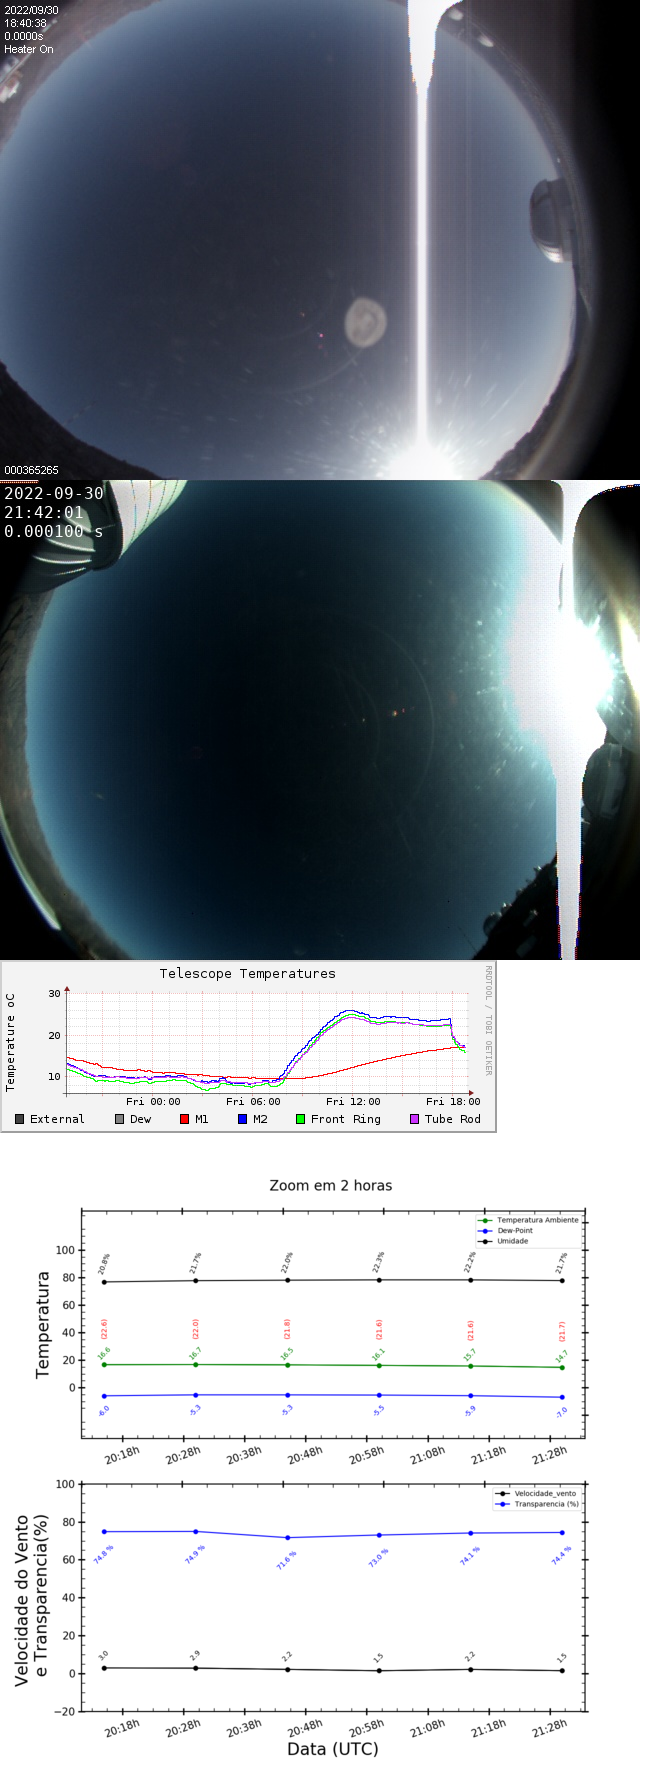 2022/09/30
18:40:38
0.0000s
Heater On
000365265
2022-09-30
21:42:01
0.000100 s
Telescope Temperatures
RRDTOOL / TOBI OETIKER
Temperature oC
30
20
10
Fri 00:00 Fri 06:00 Fri 12:00 Fri 18:00
External Dew M1 M2 Front Ring Tube Rod
Zoom em 2 horas
Temperatura Ambiente
Dew-Point
Umidade
Temperatura
100
80
60
40
20
0
20.8% 21.7% 22.0% 22.3% 22.2% 21.7%
(22.6) (22.0) (21.8) (21.6) (21.6) (21.7)
16.6 16.7 16.5 16.1 15.7 14.7
-6.0 -5.3 -5.3 -5.5 -5.9 -7.0
20:18h 20:28h 20:38h 20:48h 20:58h 21:08h 21:18h 21:28h
Velocidade_vento
Transparencia (%)
Velocidade do Vento
e Transparencia(%)
100
80
60
40
20
0
−20
74.8 % 74.9 % 71.6 % 73.0 % 74.1 % 74.4 %
3.0 2.9 2.2 1.5 2.2 1.5
20:18h 20:28h 20:38h 20:48h 20:58h 21:08h 21:18h 21:28h
Data (UTC)